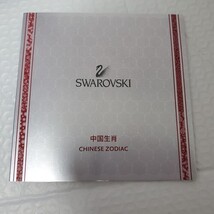 SWAROVSKI
中国生肖
CHINESE ZODIAC